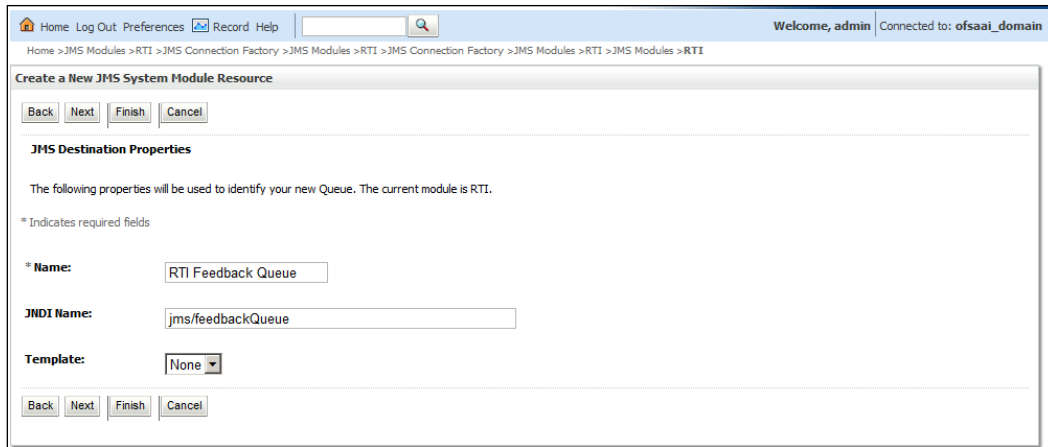 Home Log Out Preferences Record Help Welcome, admin Connected to: ofsaai_domain
Home >JMS Modules >RTI >JMS Connection Factory >JMS Modules >RTI >JMS Connection Factory >JMS Modules >RTI >JMS Modules >RTI
Create a New JMS System Module Resource
Back Next Finish Cancel
JMS Destination Properties
The following properties will be used to identify your new Queue. The current module is RTI.
* Indicates required fields
* Name: RTI Feedback Queue
JNDI Name: jms/feedbackQueue
Template: None
Back Next Finish Cancel